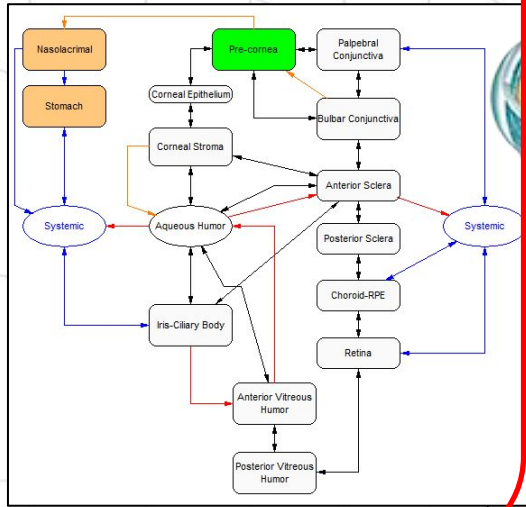 Nasolacrimal
Pre-cornea
Palpebral
Conjunctiva
Stomach
Corneal Epithelium
Bulbar Conjunctiva
Corneal Stroma
Anterior Sclera
Systemic
Aqueous Humor
Posterior Sclera
Systemic
Choroid-RPE
Iris-Ciliary Body
Retina
Anterior Vitreous
Humor
Posterior Vitreous
Humor